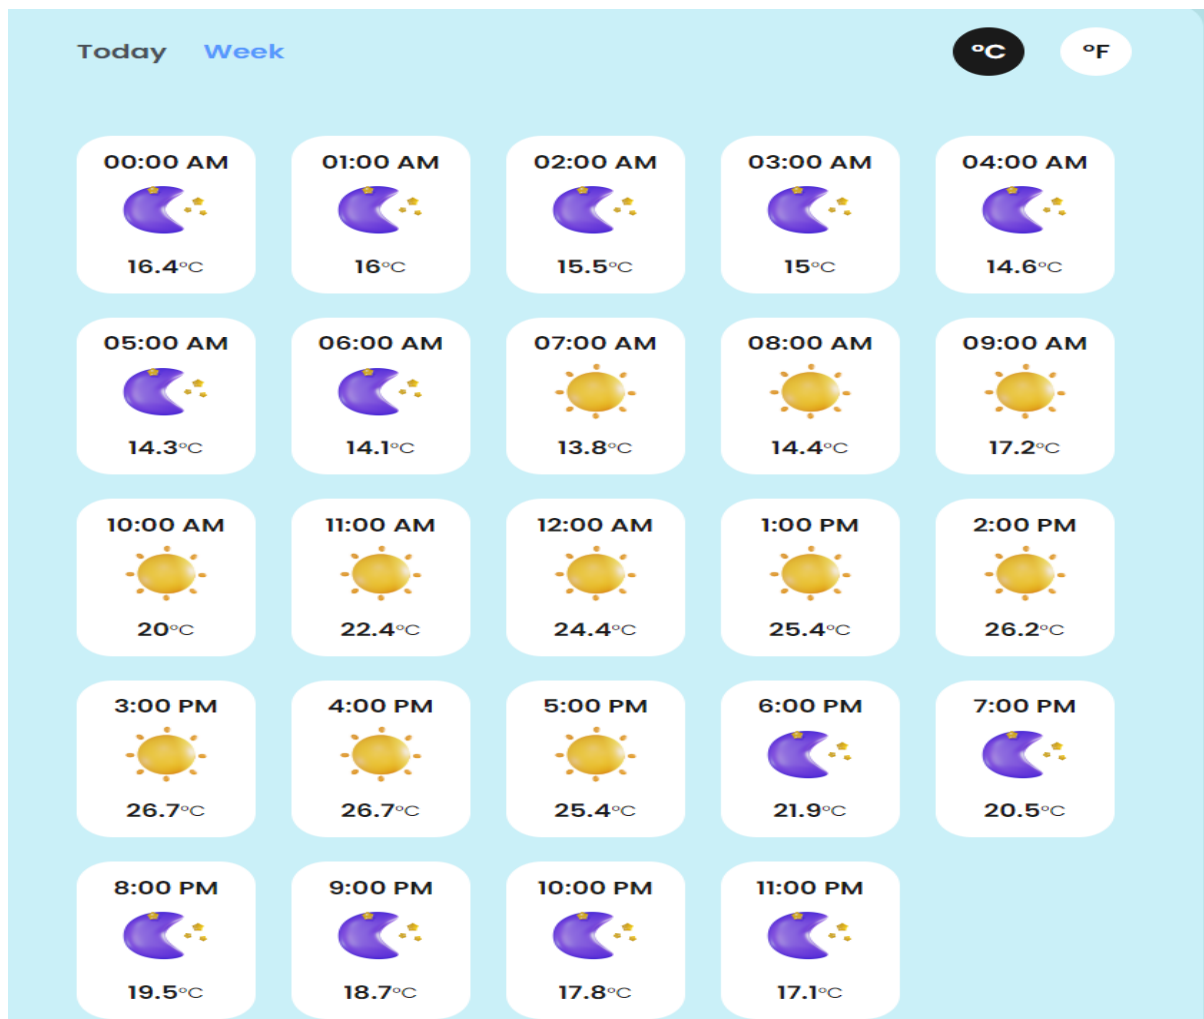 Today Week °C °F
00:00 AM 01:00 AM 02:00 AM 03:00 AM 04:00 AM
16.4°C 16°C 15.5°C 15°C 14.6°C
05:00 AM 06:00 AM 07:00 AM 08:00 AM 09:00 AM
14.3°C 14.1°C 13.8°C 14.4°C 17.2°C
10:00 AM 11:00 AM 12:00 AM 1:00 PM 2:00 PM
20°C 22.4°C 24.4°C 25.4°C 26.2°C
3:00 PM 4:00 PM 5:00 PM 6:00 PM 7:00 PM
26.7°C 26.7°C 25.4°C 21.9°C 20.5°C
8:00 PM 9:00 PM 10:00 PM 11:00 PM
19.5°C 18.7°C 17.8°C 17.1°C